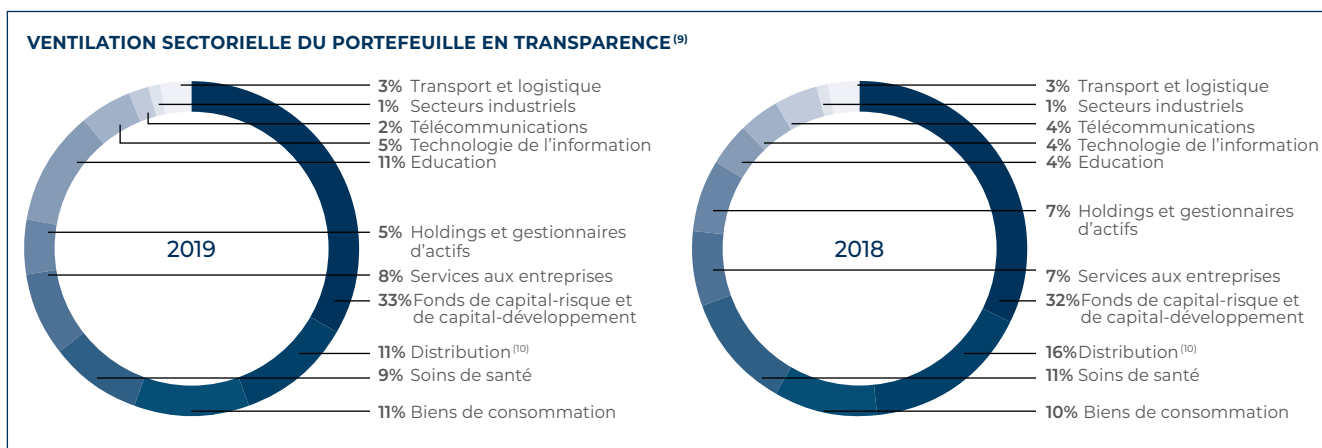 VENTILATION SECTORIELLE DU PORTEFEUILLE EN TRANSPARENCE (9)
2019
3% Transport et logistique
1% Secteurs industriels
2% Télécommunications
5% Technologie de l'information
11% Education
5% Holdings et gestionnaires
d'actifs
8% Services aux entreprises
33% Fonds de capital-risque et
de capital-développement
11% Distribution (10)
9% Soins de santé
11% Biens de consommation
2018
3% Transport et logistique
1% Secteurs industriels
4% Télécommunications
4% Technologie de l'information
4% Education
7% Holdings et gestionnaires
d'actifs
7% Services aux entreprises
32% Fonds de capital-risque et
de capital-développement
16% Distribution (10)
11% Soins de santé
10% Biens de consommation